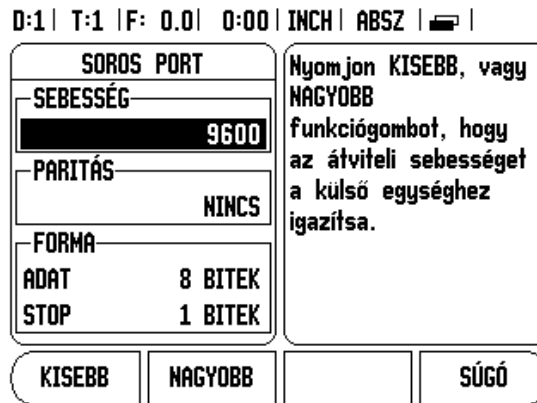 D:1 | T:1 | F: 0.0 | 0:00 | INCH | ABSZ |
SOROS PORT
SEBESSÉG
9600
PARITÁS
NINCS
FORMA
ADAT 8 BITEK
STOP 1 BITEK
Nyomjon KISEBB, vagy
NAGYOBB
funkciógombot, hogy
az átviteli sebességet
a külső egységhez
igazítsa.
KISEBB NAGYOBB SÚGÓ